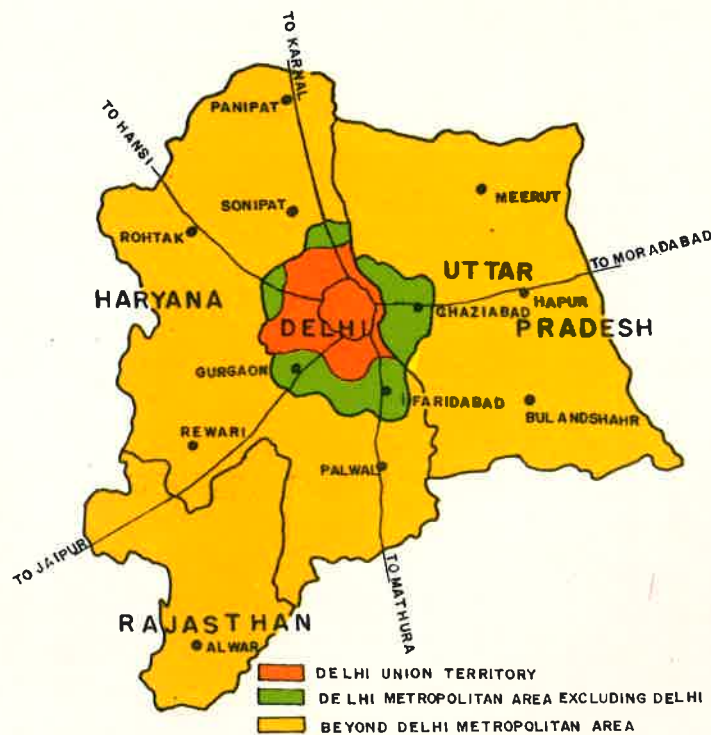 TO KARNAL
PANIPAT
TO HANSI
MEERUT
SONIPAT
ROHTAK
TO MORADABAD
UTTAR
HARYANA
HAPUR
GHAZIABAD
PRADESH
DELHI
GURGAON
FARIDABAD
BULANDSHAHR
REWARI
PALWAL
TO JAIPUR
TO MATHURA
RAJASTHAN
ALWAR
DELHI UNION TERRITORY
DELHI METROPOLITAN AREA EXCLUDING DELHI
BEYOND DELHI METROPOLITAN AREA